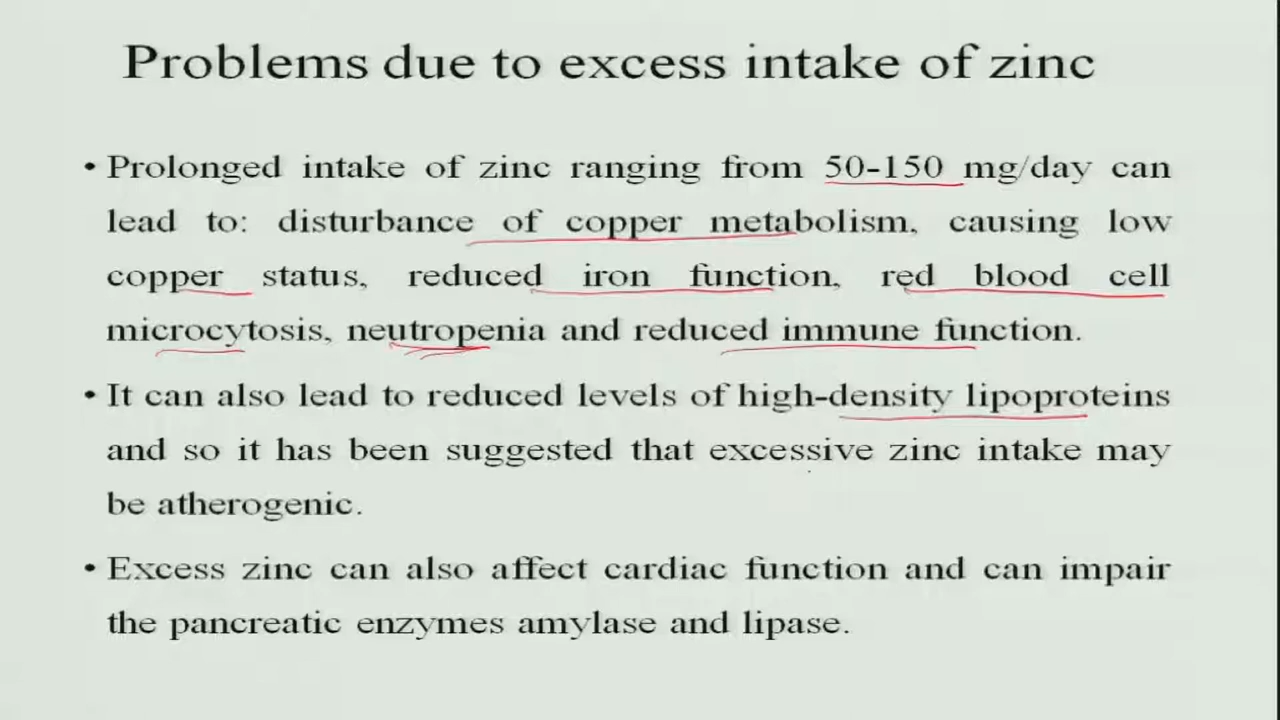 Problems due to excess intake of zinc
• Prolonged intake of zinc ranging from 50-150 mg/day can
lead to: disturbance of copper metabolism, causing low
copper status, reduced iron function, red blood cell
microcytosis, neutropenia and reduced immune function.
• It can also lead to reduced levels of high-density lipoproteins
and so it has been suggested that excessive zinc intake may
be atherogenic.
• Excess zinc can also affect cardiac function and can impair
the pancreatic enzymes amylase and lipase.